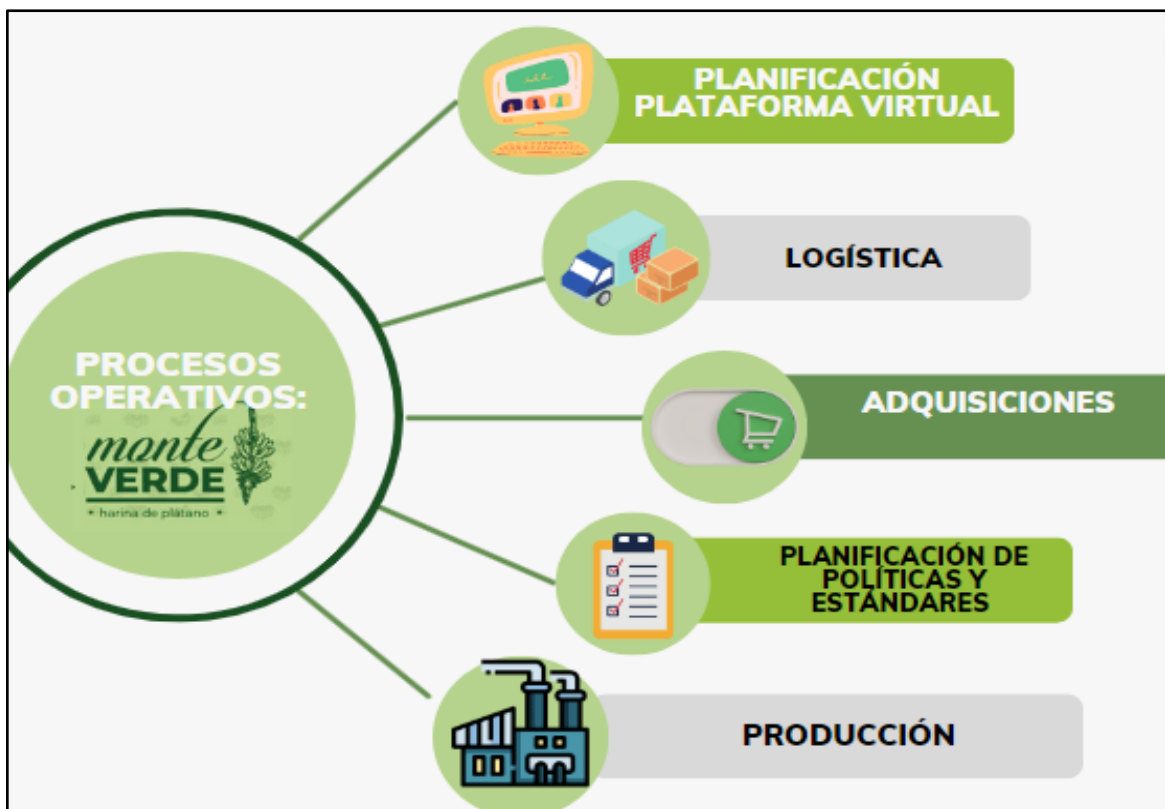 PLANIFICACIÓN
PLATAFORMA VIRTUAL
LOGÍSTICA
PROCESOS
OPERATIVOS:
monte
VERDE
• harina de plátano •
ADQUISICIONES
PLANIFICACIÓN DE
POLÍTICAS Y
ESTÁNDARES
PRODUCCIÓN